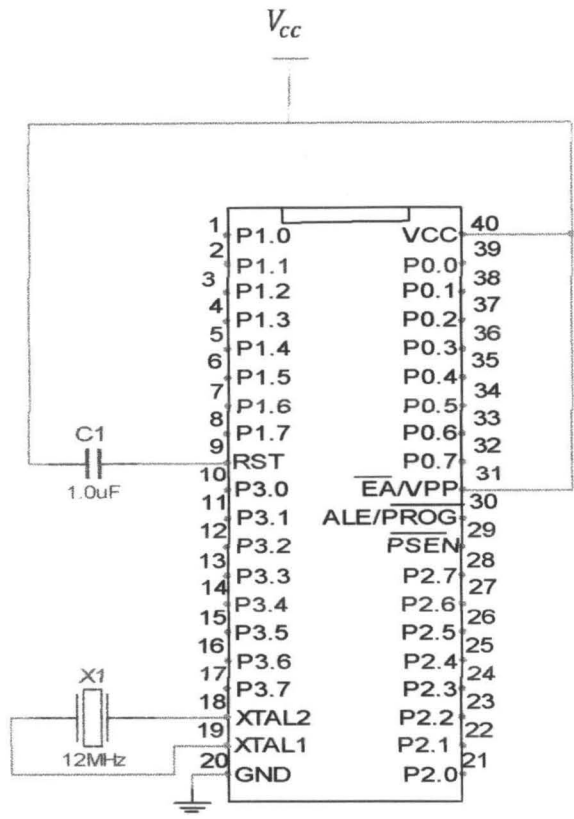 Vcc
1 P1.0 VCC 40
2 P1.1 P0.0 39
3 P1.2 P0.1 38
4 P1.3 P0.2 37
5 P1.4 P0.3 36
6 P1.5 P0.4 35
7 P1.6 P0.5 34
8 P1.7 P0.6 33
9 RST P0.7 32
10 P3.0 EA/VPP 31
11 P3.1 ALE/PROG 30
12 P3.2 PSEN 29
13 P3.3 P2.7 28
14 P3.4 P2.6 27
15 P3.5 P2.5 26
16 P3.6 P2.4 25
17 P3.7 P2.3 24
18 XTAL2 P2.2 23
19 XTAL1 P2.1 22
20 GND P2.0 21
C1
1.0uF
X1
12MHz